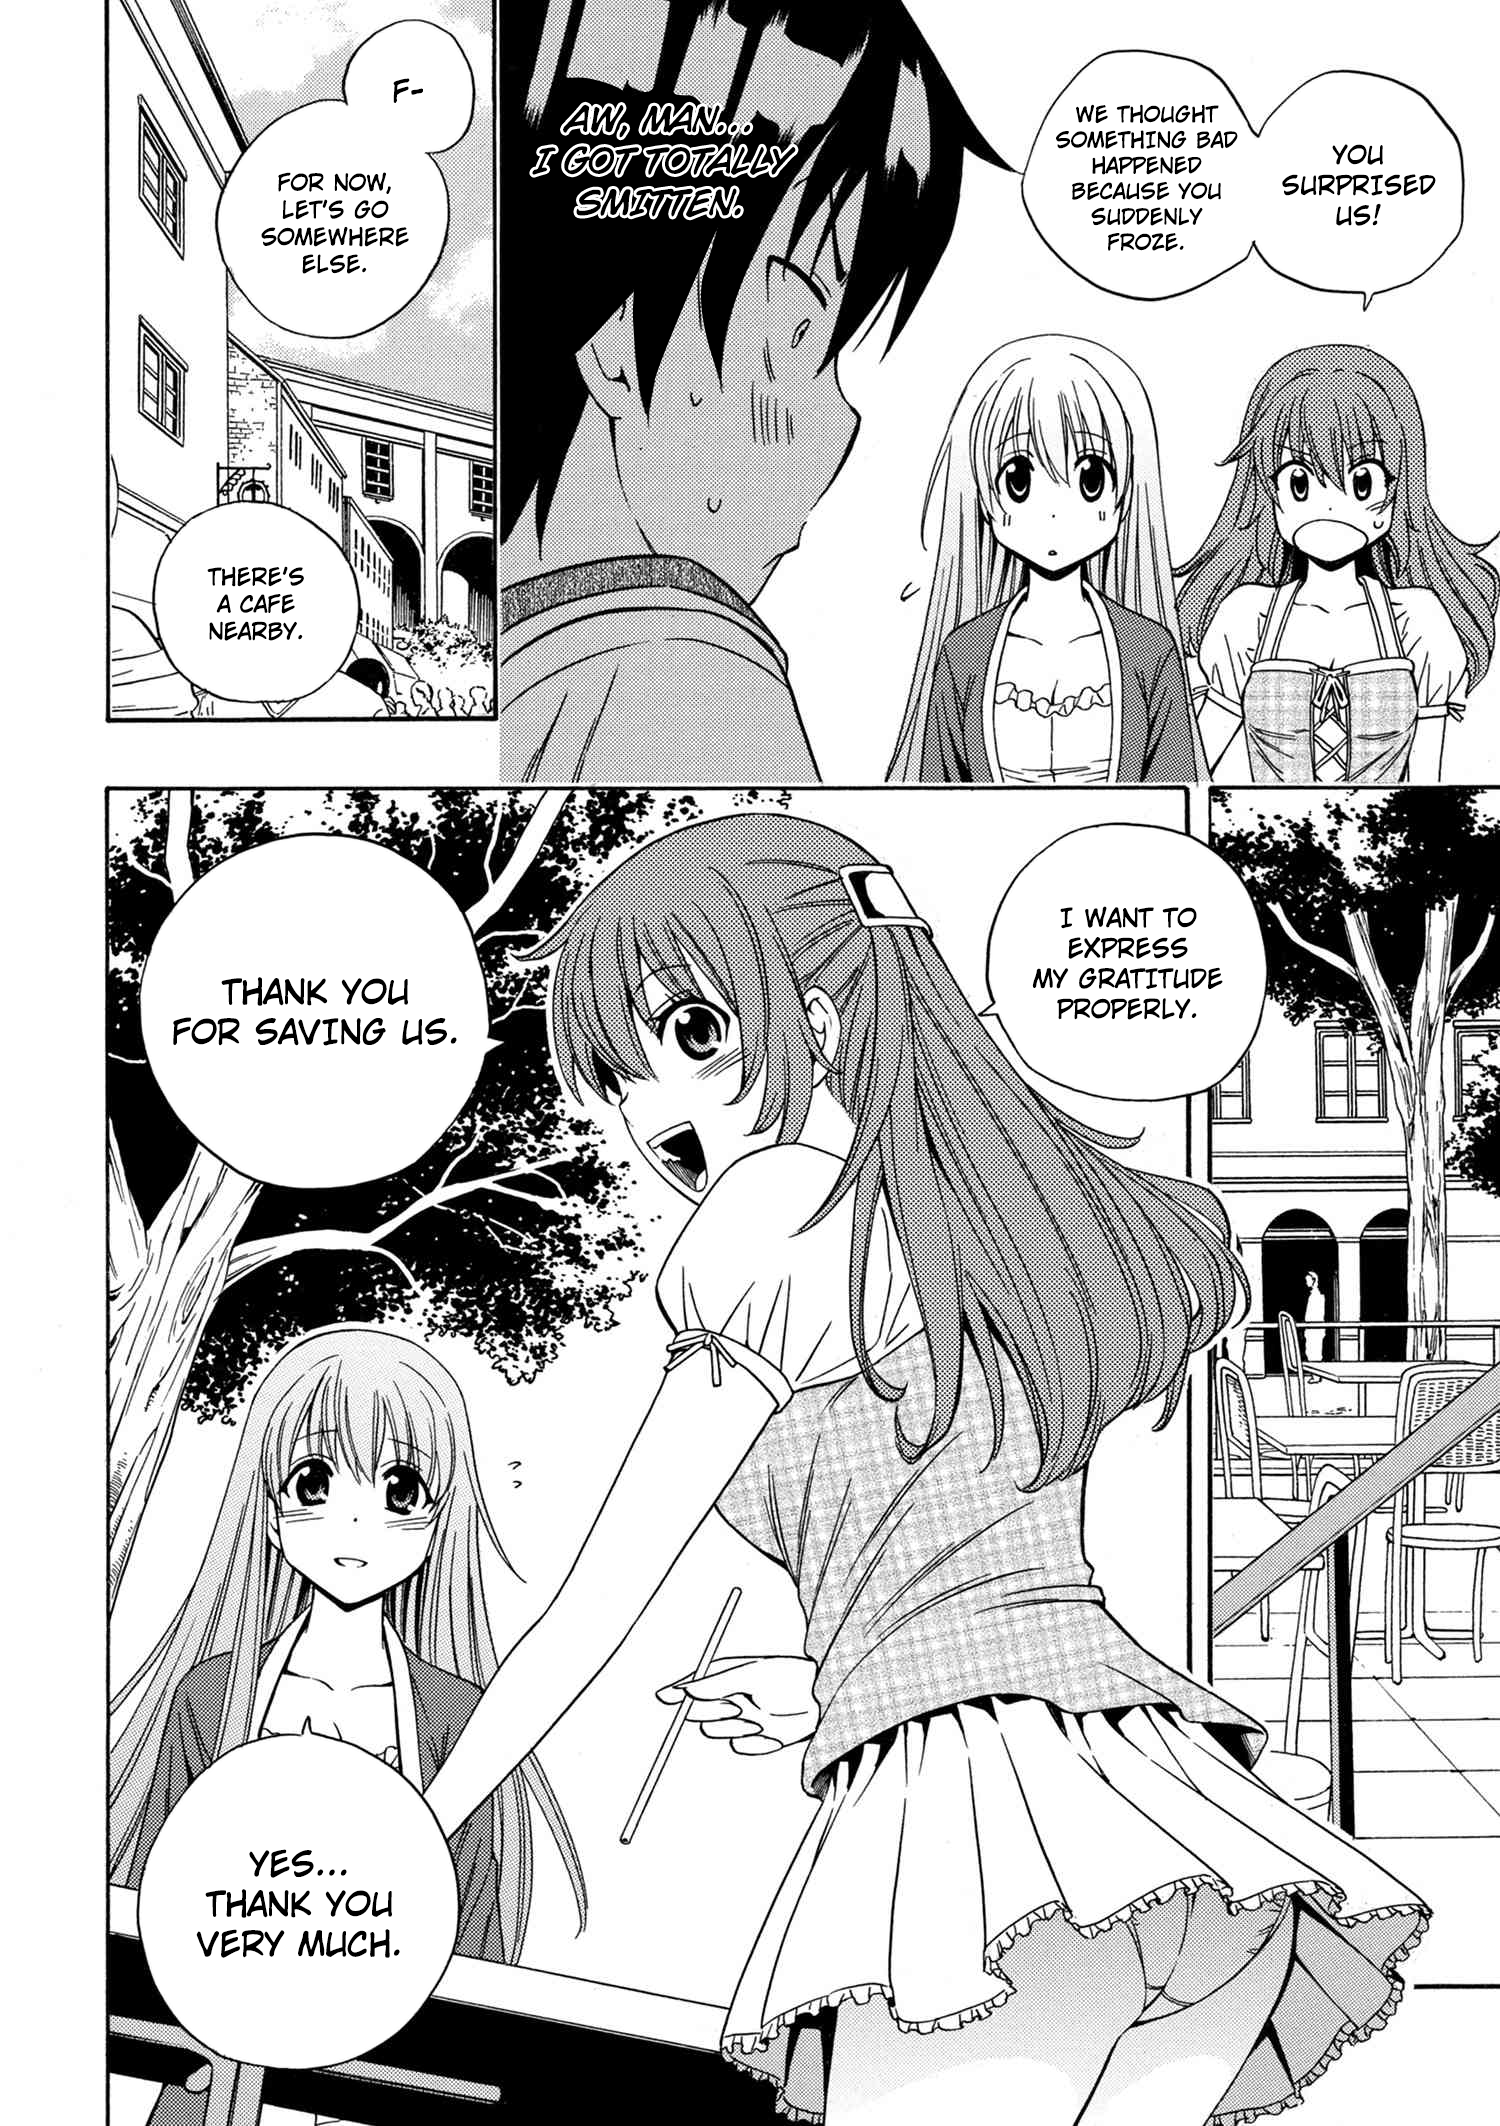 YOU
SURPRISED
US!
WE THOUGHT
SOMETHING BAD
HAPPENED
BECAUSE YOU
SUDDENLY
FROZE.
AW, MAN...
I GOT TOTALLY
SMITTEN.
F-
FOR NOW,
LET'S GO
SOMEWHERE
ELSE.
THERE'S
A CAFE
NEARBY.
I WANT TO
EXPRESS
MY GRATITUDE
PROPERLY.
THANK YOU
FOR SAVING US.
YES...
THANK YOU
VERY MUCH.